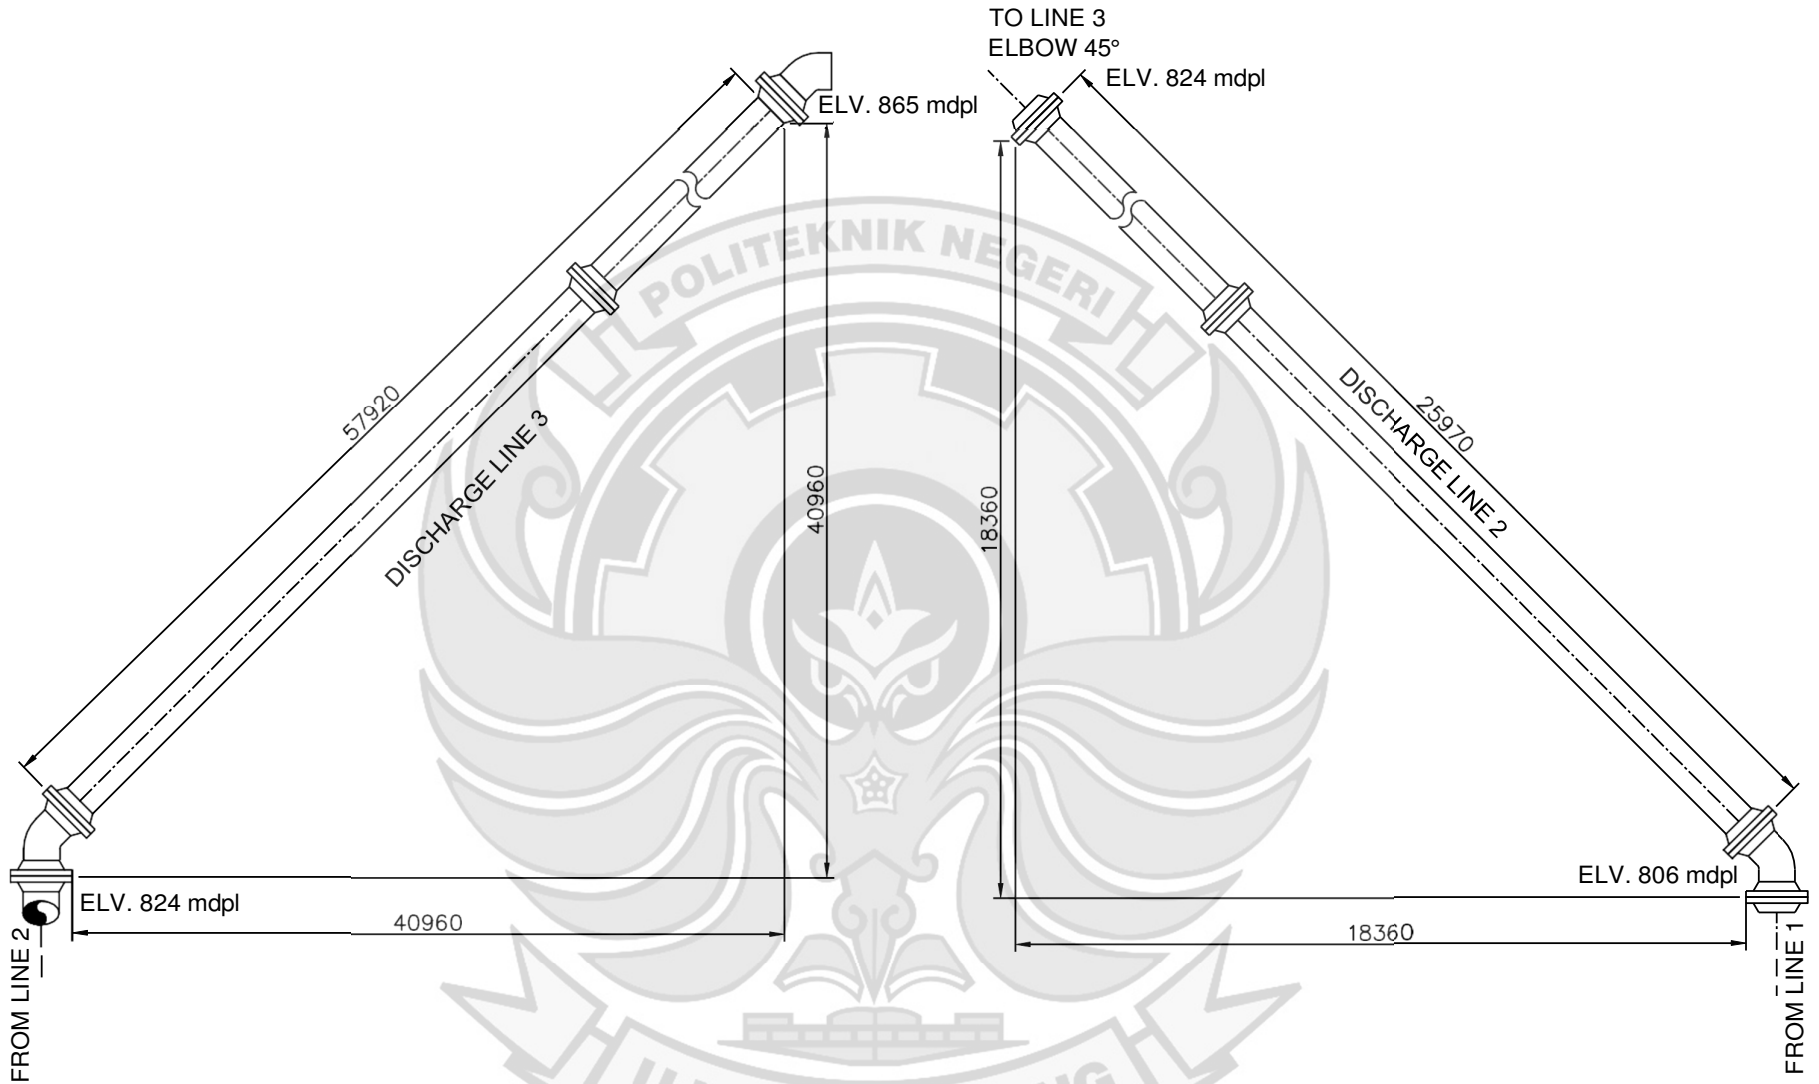 TO LINE 3
ELBOW 45°
ELV. 824 mdpl
ELV. 865 mdpl
POLITEKNIK NEGERI
57920
DISCHARGE LINE 3
40960
18360
DISCHARGE LINE 2
25970
ELV. 824 mdpl
40960
FROM LINE 2
ELV. 806 mdpl
18360
FROM LINE 1